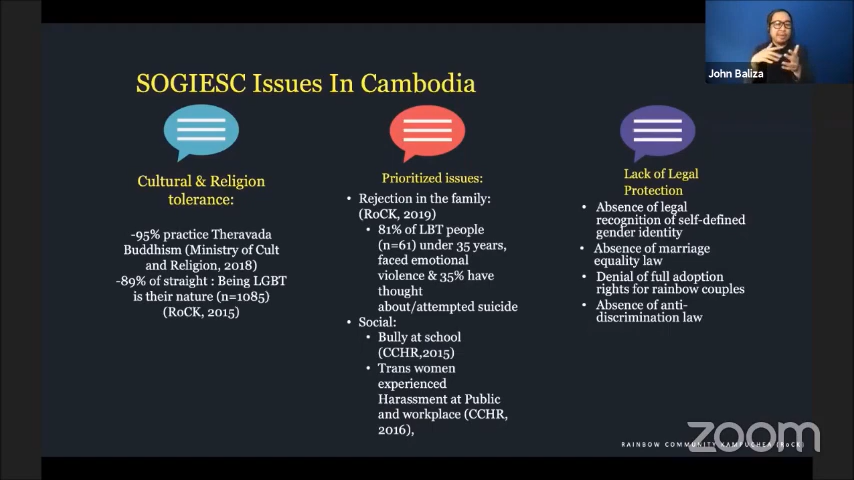 John Baliza
SOGIESC Issues In Cambodia
Cultural & Religion
tolerance:
-95% practice Theravada
Buddhism (Ministry of Cult
and Religion, 2018)
-89% of straight : Being LGBT
is their nature (n=1085)
(RoCK, 2015)
Prioritized issues:
• Rejection in the family:
(RoCK, 2019)
• 81% of LBT people
(n=61) under 35 years,
faced emotional
violence & 35% have
thought
about/attempted suicide
• Social:
• Bully at school
(CCHR,2015)
• Trans women
experienced
Harassment at Public
and workplace (CCHR,
2016),
Lack of Legal
Protection
• Absence of legal
recognition of self-defined
gender identity
• Absence of marriage
equality law
• Denial of full adoption
rights for rainbow couples
• Absence of anti-
discrimination law
RAINBOW COMMUNITY KAMPUCHEA (RoCK)
zoom